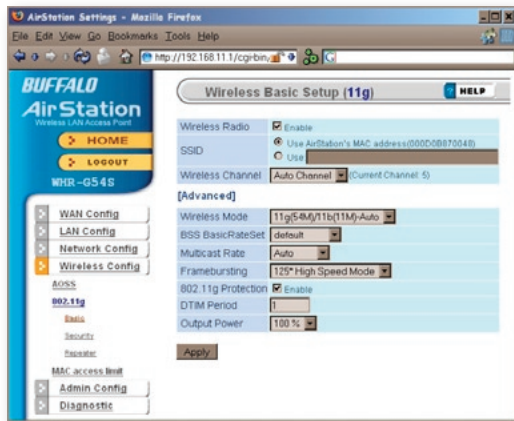 AirStation Settings - Mozilla Firefox
File Edit View Go Bookmarks Tools Help
http://192.168.11.1/cgi-bin/
BUFFALO
AirStation
Wireless LAN Access Point
HOME
LOGOUT
WHR-G54S
WAN Config
LAN Config
Network Config
Wireless Config
AOSS
802.11g
Basic
Security
Repeater
MAC access limit
Admin Config
Diagnostic
Wireless Basic Setup (11g)
HELP
Wireless Radio Enable
SSID Use AirStation's MAC address(000D0B870048)
Use:
Wireless Channel Auto Channel (Current Channel: 5)
[Advanced]
Wireless Mode 11g(54M)/11b(11M)-Auto
BSS BasicRateSet default
Multicast Rate Auto
Framebursting 125* High Speed Mode
802.11g Protection Enable
DTIM Period 1
Output Power 100 %
Apply